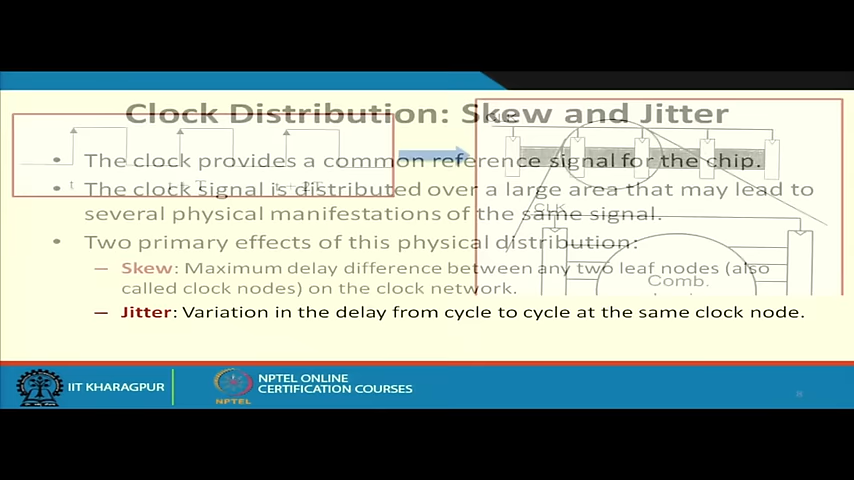 Clock Distribution: Skew and Jitter
CLK
• The clock provides a common reference signal for the chip.
• The clock signal is distributed over a large area that may lead to
several physical manifestations of the same signal.
t
CLK
• Two primary effects of this physical distribution:
– Skew: Maximum delay difference between any two leaf nodes (also
called clock nodes) on the clock network.
Comb.
– Jitter: Variation in the delay from cycle to cycle at the same clock node.
IIT KHARAGPUR
NPTEL
NPTEL ONLINE
CERTIFICATION COURSES
8